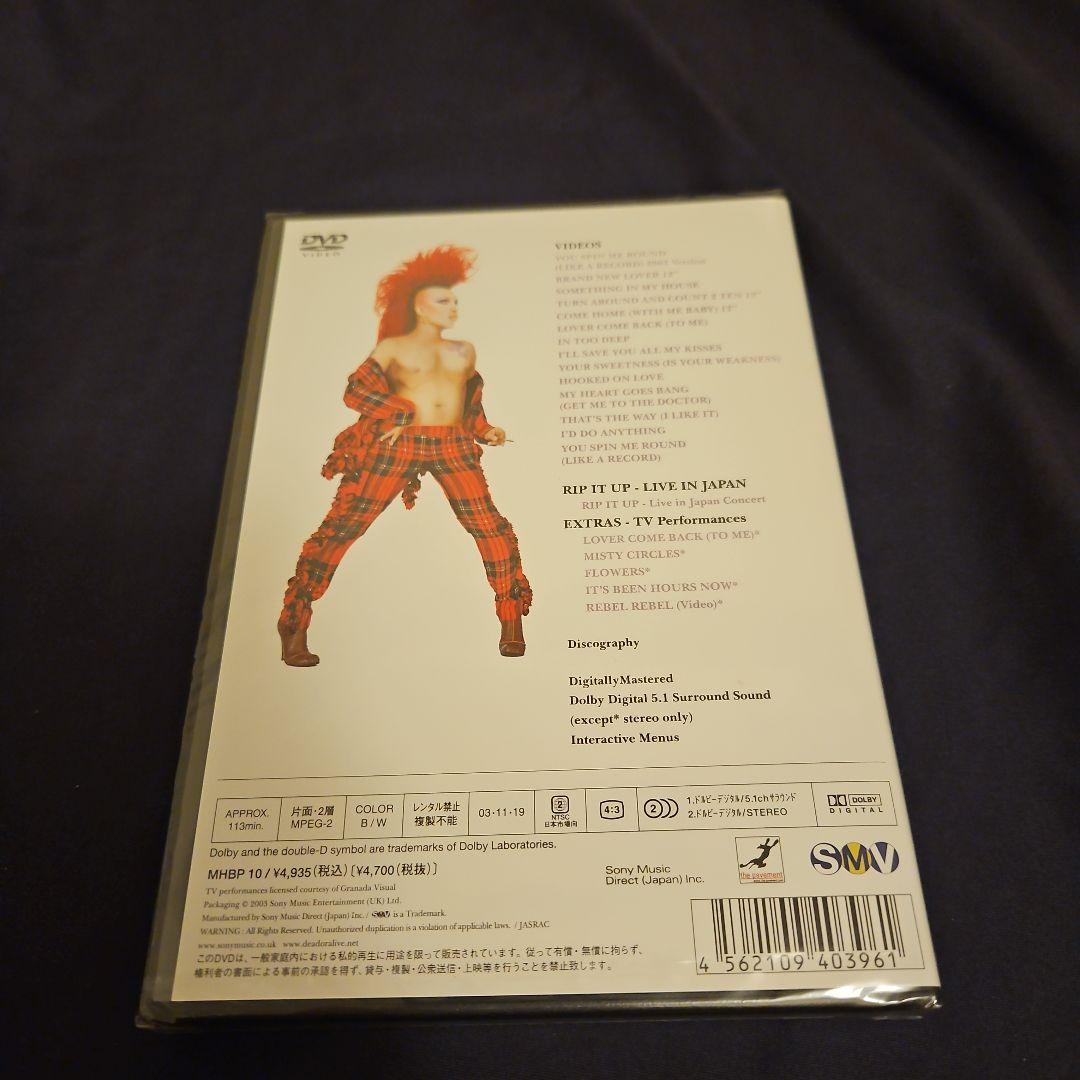 DVD
VIDEO
VIDEOS
YOU SPIN ME ROUND
(LIKE A RECORD) 2003 Version
BRAND NEW LOVER 12"
SOMETHING IN MY HOUSE
TURN AROUND AND COUNT 2 TEN 12"
COME HOME (WITH ME BABY) 12"
LOVER COME BACK (TO ME)
IN TOO DEEP
I'LL SAVE YOU ALL MY KISSES
YOUR SWEETNESS (IS YOUR WEAKNESS)
HOOKED ON LOVE
MY HEART GOES BANG
(GET ME TO THE DOCTOR)
THAT'S THE WAY (I LIKE IT)
I'D DO ANYTHING
YOU SPIN ME ROUND
(LIKE A RECORD)
RIP IT UP - LIVE IN JAPAN
RIP IT UP - Live in Japan Concert
EXTRAS - TV Performances
LOVER COME BACK (TO ME)*
MISTY CIRCLES*
FLOWERS*
IT'S BEEN HOURS NOW*
REBEL REBEL (Video)*
Discography
DigitallyMastered
Dolby Digital 5.1 Surround Sound
(except* stereo only)
Interactive Menus
APPROX.
113min.
片面・2層
MPEG-2
COLOR
B / W
レンタル禁止
複製不能
03・11・19
2
NTSC
日本市場向
4:3
2
1.ドルビーデジタル/5.1chサラウンド
2.ドルビーデジタル/STEREO
DOLBY
DIGITAL
Dolby and the double-D symbol are trademarks of Dolby Laboratories.
MHBP 10/¥4,935(税込)〔¥4,700(税抜)〕
TV performances licensed courtesy of Granada Visual
Packaging © 2003 Sony Music Entertainment (UK) Ltd.
Manufactured by Sony Music Direct (Japan) Inc. / SMV is a Trademark.
WARNING : All Rights Reserved. Unauthorized duplication is a violation of applicable laws. / JASRAC
www.sonymusic.co.uk www.deadoralive.net
このDVDは、一般家庭内における私的再生に用途を限って販売されています。従って有償・無償に拘らず、
権利者の書面による事前の承諾を得ず、貸与・複製・公衆送信・上映等を行うことを禁止致します。
Sony Music
Direct (Japan) Inc.
the pavement
SMV
4 562109 403961